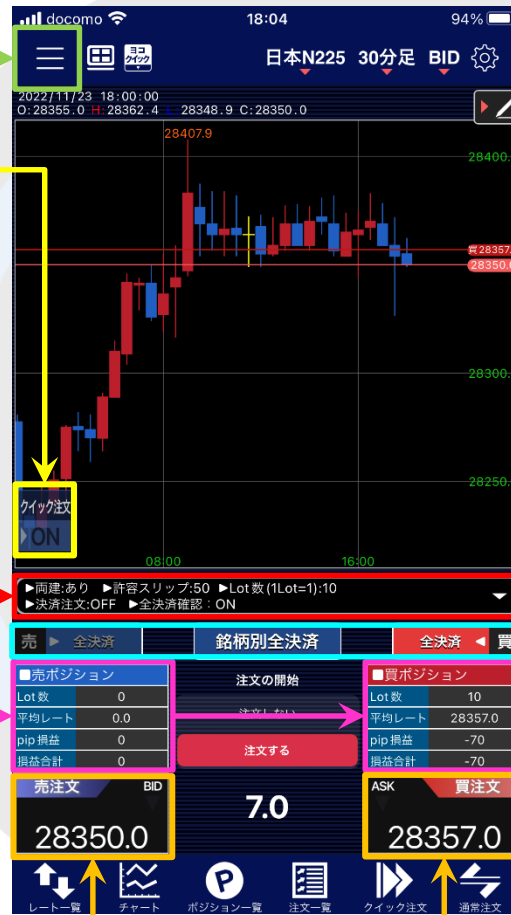 docomo 18:04 94%
ヨコ
クイック
日本N225 30分足 BID
2022/11/23 18:00:00
O:28355.0 H:28362.4 L:28348.9 C:28350.0
28407.9
28400.
買28357.
28350.0
28300.
28250.
クイック注文
ON
08:00 16:00
▶両建:あり ▶許容スリップ:50 ▶Lot数(1Lot=1):10
▶決済注文:OFF ▶全決済確認:ON
売 ▶ 全決済 銘柄別全決済 全決済 ◀ 買
■売ポジション
Lot数 0
平均レート 0.0
pip損益 0
損益合計 0
注文の開始
注文しない
注文する
■買ポジション
Lot数 10
平均レート 28357.0
pip損益 -70
損益合計 -70
売注文 BID
28350.0
7.0
ASK 買注文
28357.0
レート一覧 チャート ポジション一覧 注文一覧 クイック注文 通常注文